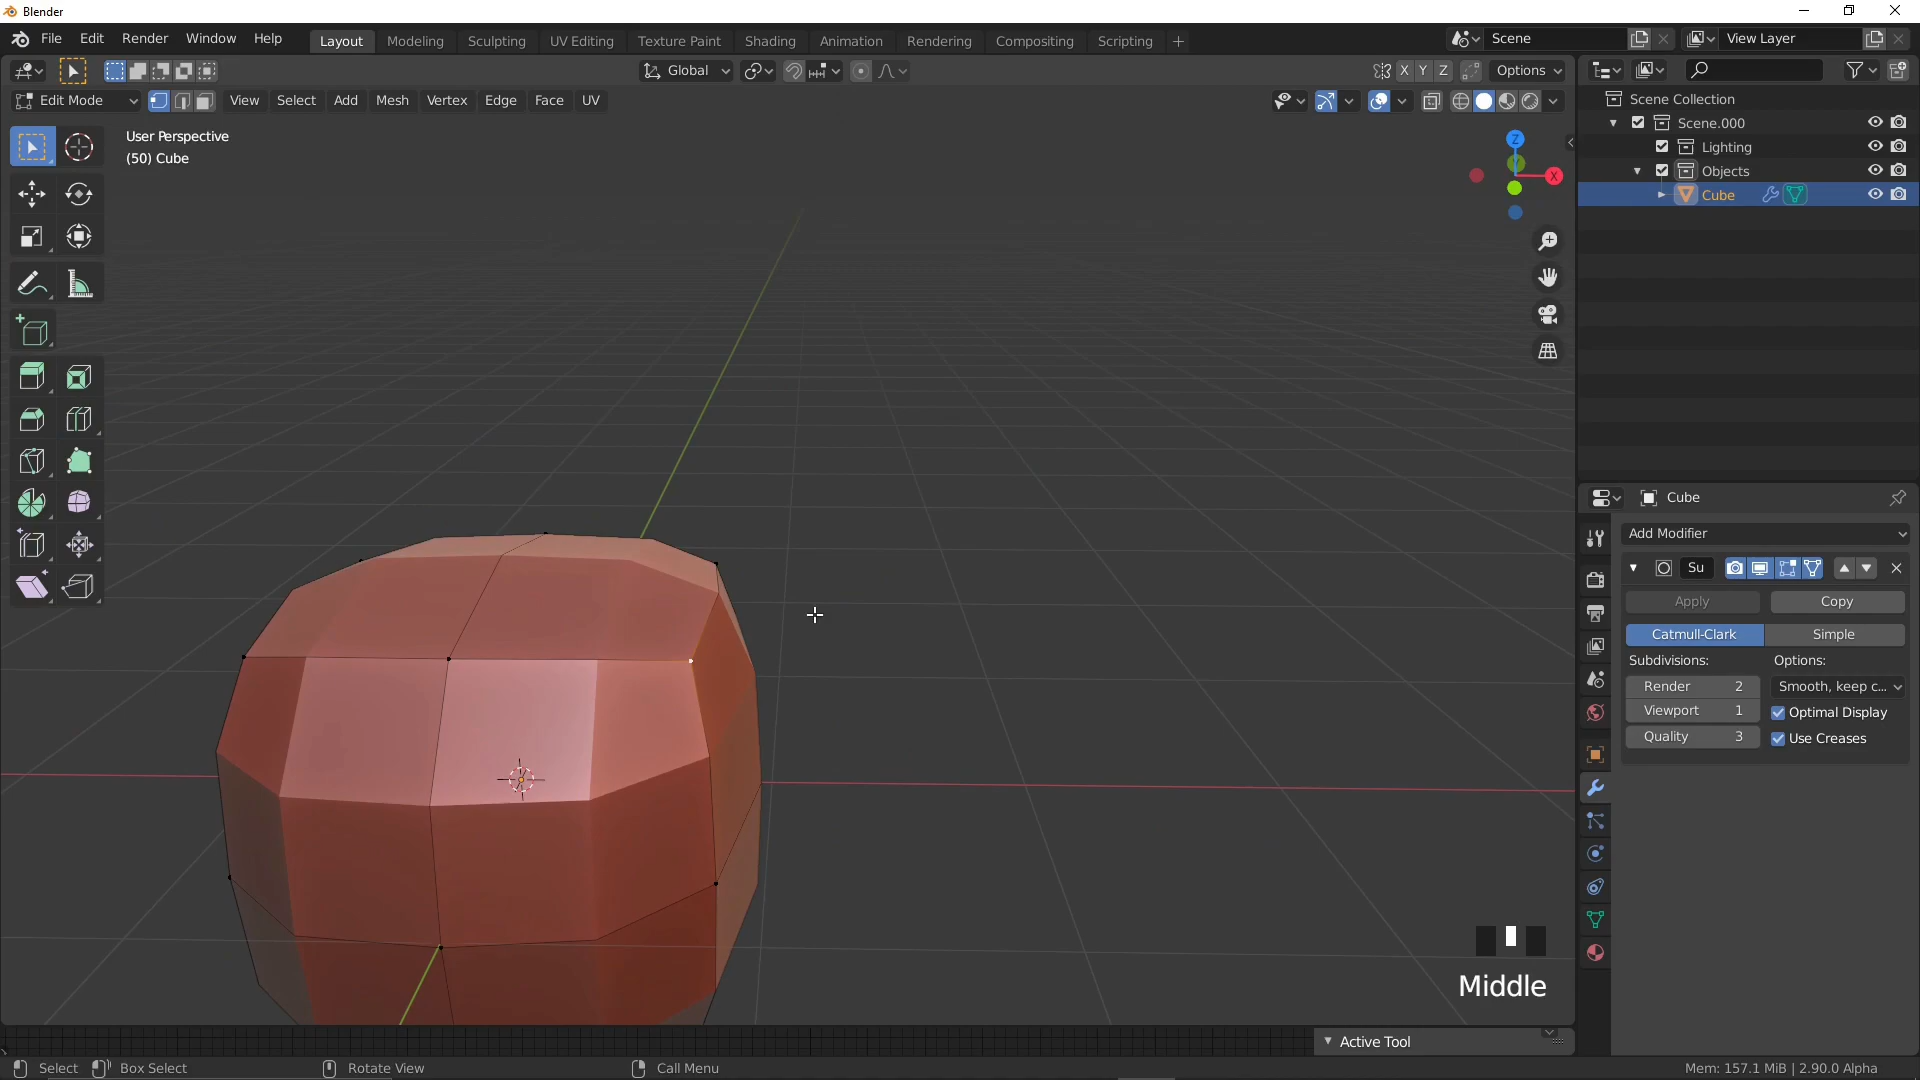 Blender
File Edit Render Window Help Layout Modeling Sculpting UV Editing Texture Paint Shading Animation Rendering Compositing Scripting + Scene View Layer
Global X Y Z Options
Edit Mode View Select Add Mesh Vertex Edge Face UV
User Perspective
(50) Cube
Z
X
Scene Collection
Scene.000
Lighting
Objects
Cube
Cube
Add Modifier
Su
Apply Copy
Catmull-Clark Simple
Subdivisions: Options:
Render 2 Smooth, keep c...
Viewport 1 Optimal Display
Quality 3 Use Creases
Middle
Active Tool
Select Box Select Rotate View Call Menu Mem: 157.1 MiB | 2.90.0 Alpha